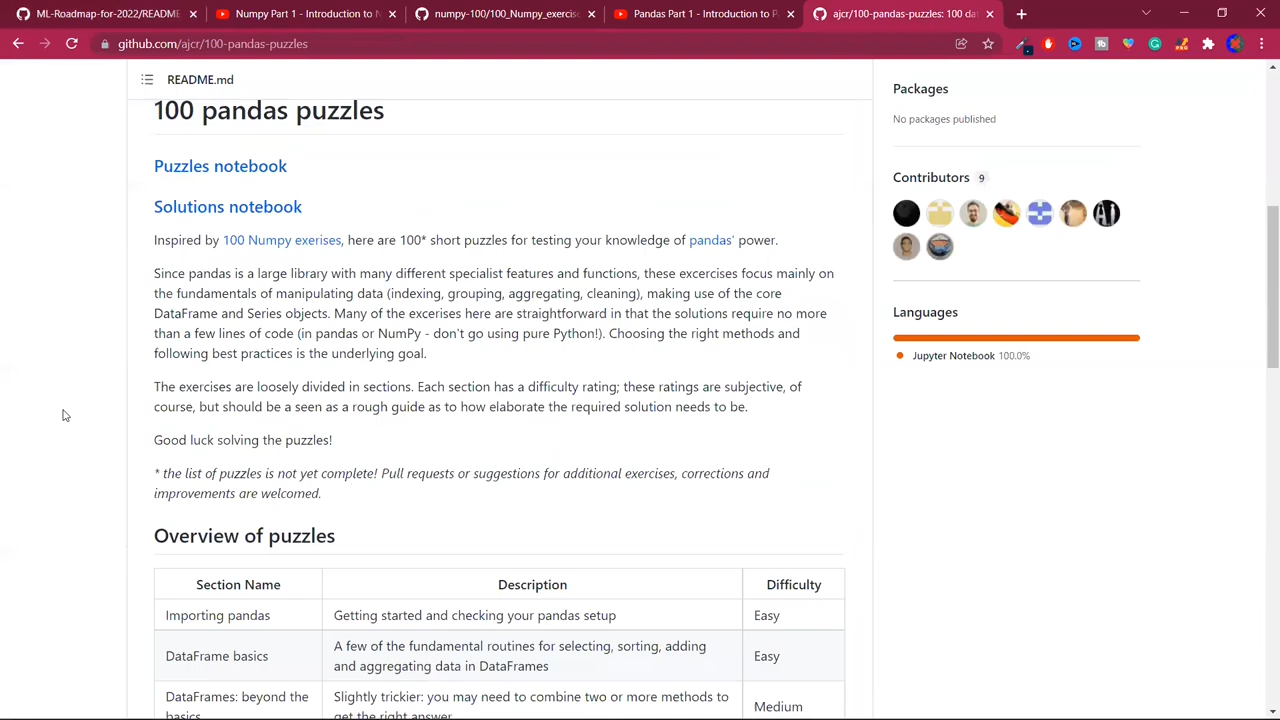 ML-Roadmap-for-2022/README
Numpy Part 1 - Introduction to N
numpy-100/100_Numpy_exercise
Pandas Part 1 - Introduction to P
ajcr/100-pandas-puzzles: 100 da
github.com/ajcr/100-pandas-puzzles
README.md
100 pandas puzzles
Puzzles notebook
Solutions notebook
Inspired by 100 Numpy exerises, here are 100* short puzzles for testing your knowledge of pandas' power.
Since pandas is a large library with many different specialist features and functions, these excercises focus mainly on
the fundamentals of manipulating data (indexing, grouping, aggregating, cleaning), making use of the core
DataFrame and Series objects. Many of the excerises here are straightforward in that the solutions require no more
than a few lines of code (in pandas or NumPy - don't go using pure Python!). Choosing the right methods and
following best practices is the underlying goal.
The exercises are loosely divided in sections. Each section has a difficulty rating; these ratings are subjective, of
course, but should be a seen as a rough guide as to how elaborate the required solution needs to be.
Good luck solving the puzzles!
* the list of puzzles is not yet complete! Pull requests or suggestions for additional exercises, corrections and
improvements are welcomed.
Overview of puzzles
Section Name Description Difficulty
Importing pandas Getting started and checking your pandas setup Easy
DataFrame basics A few of the fundamental routines for selecting, sorting, adding
and aggregating data in DataFrames Easy
DataFrames: beyond the
basics Slightly trickier: you may need to combine two or more methods to
get the right answer Medium
Packages
No packages published
Contributors 9
Languages
Jupyter Notebook 100.0%